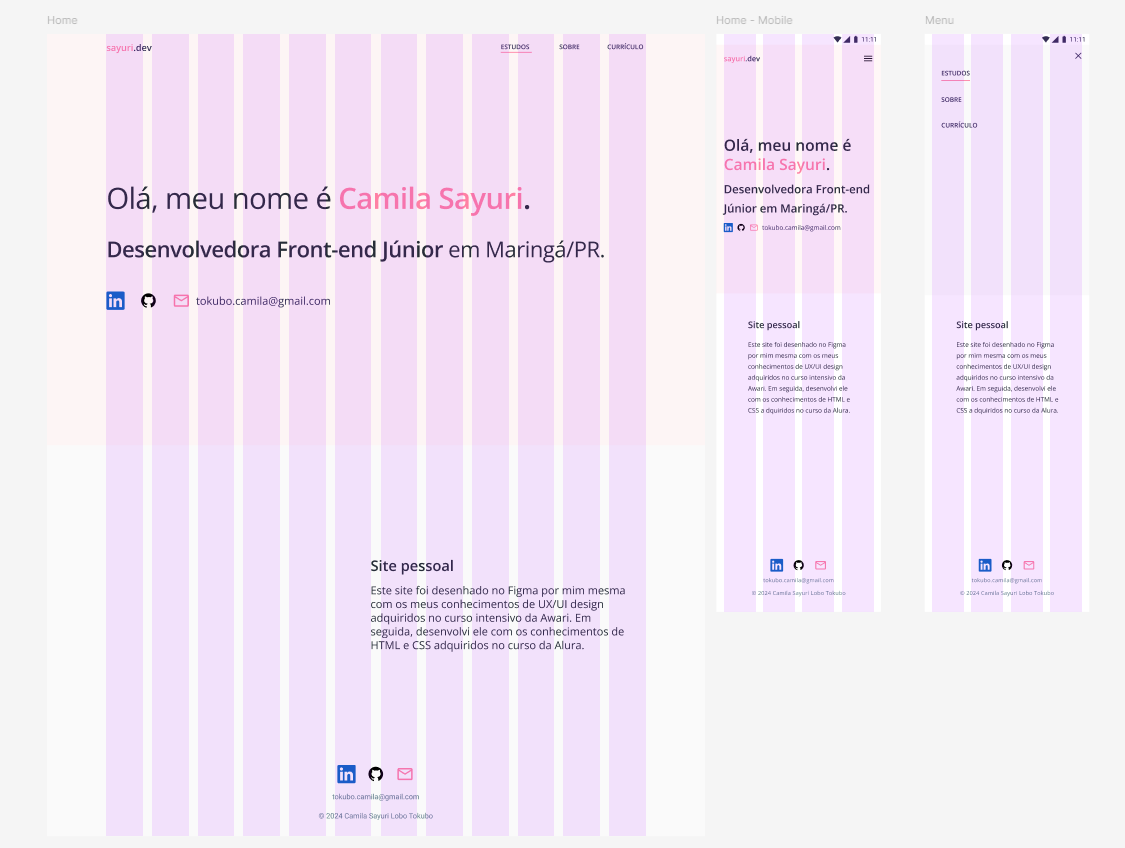 Home
sayuri.dev
ESTUDOS SOBRE CURRÍCULO
Olá, meu nome é Camila Sayuri.
Desenvolvedora Front-end Júnior em Maringá/PR.
in tokubo.camila@gmail.com
Site pessoal
Este site foi desenhado no Figma por mim mesma
com os meus conhecimentos de UX/UI design
adquiridos no curso intensivo da Awari. Em
seguida, desenvolvi ele com os conhecimentos de
HTML e CSS adquiridos no curso da Alura.
in
tokubo.camila@gmail.com
© 2024 Camila Sayuri Lobo Tokubo
Home - Mobile
11:11
sayuri.dev
Olá, meu nome é
Camila Sayuri.
Desenvolvedora Front-end
Júnior em Maringá/PR.
in tokubo.camila@gmail.com
Site pessoal
Este site foi desenhado no Figma
por mim mesma com os meus
conhecimentos de UX/UI design
adquiridos no curso intensivo da
Awari. Em seguida, desenvolvi ele
com os conhecimentos de HTML e
CSS a dquiridos no curso da Alura.
in
tokubo.camila@gmail.com
© 2024 Camila Sayuri Lobo Tokubo
Menu
11:11
ESTUDOS
SOBRE
CURRÍCULO
Site pessoal
Este site foi desenhado no Figma
por mim mesma com os meus
conhecimentos de UX/UI design
adquiridos no curso intensivo da
Awari. Em seguida, desenvolvi ele
com os conhecimentos de HTML e
CSS a dquiridos no curso da Alura.
in
tokubo.camila@gmail.com
© 2024 Camila Sayuri Lobo Tokubo